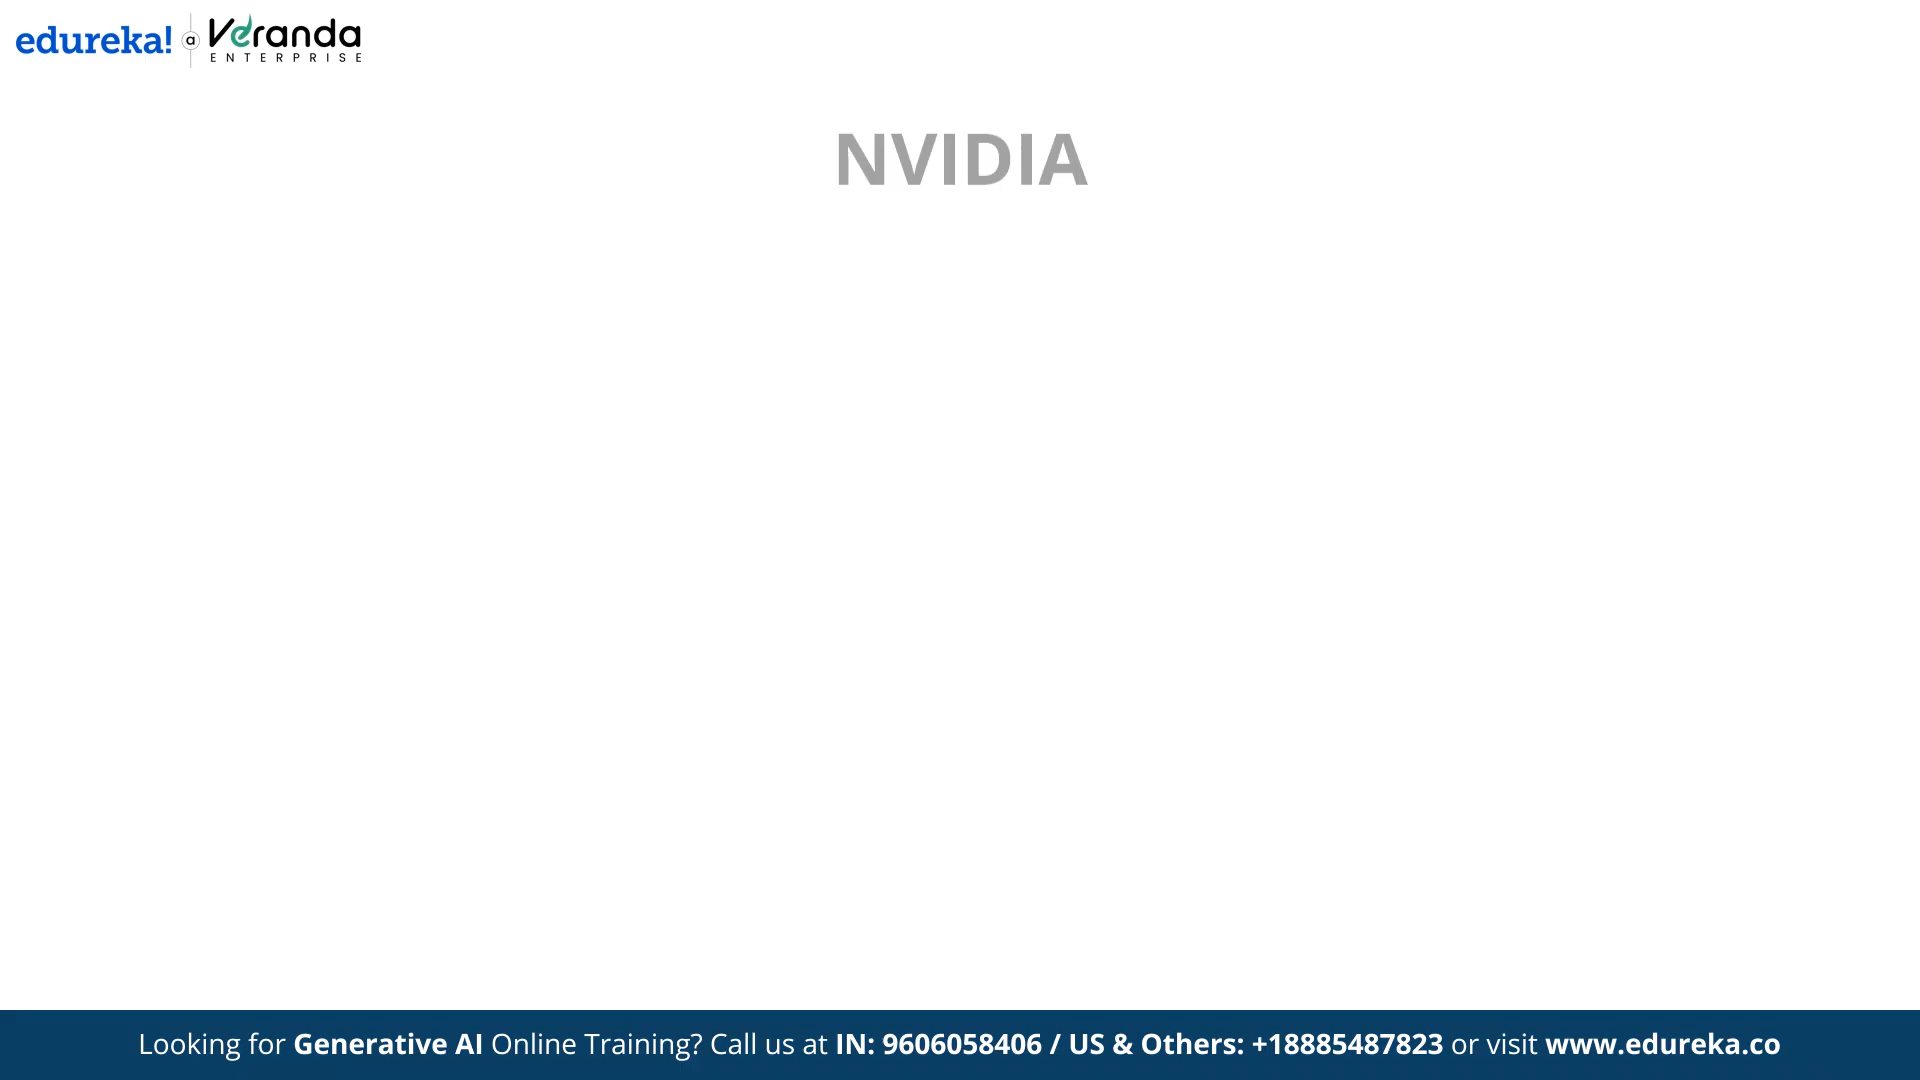 edureka! a Veranda
ENTERPRISE
NVIDIA
Looking for Generative AI Online Training? Call us at IN: 9606058406 / US & Others: +18885487823 or visit www.edureka.co